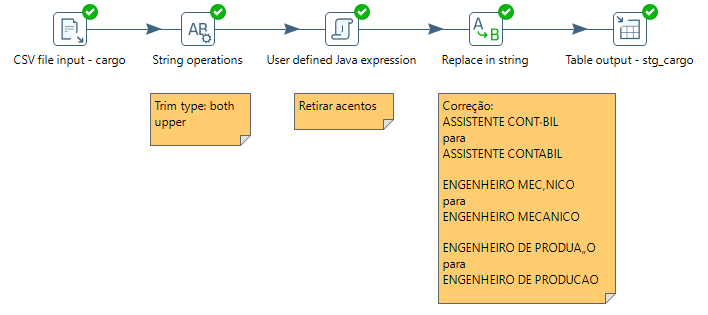 CSV file input - cargo
String operations
User defined Java expression
Replace in string
Table output - stg_cargo
Trim type: both
upper
Retirar acentos
Correção:
ASSISTENTE CONT-BIL
para
ASSISTENTE CONTABIL
ENGENHEIRO MEC,NICO
para
ENGENHEIRO MECANICO
ENGENHEIRO DE PRODUA„O
para
ENGENHEIRO DE PRODUCAO